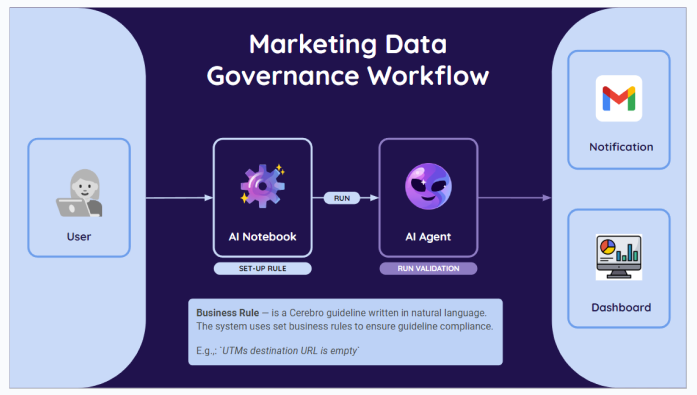 Marketing Data
Governance Workflow
User
AI Notebook
SET-UP RULE
RUN
AI Agent
RUN VALIDATION
Notification
Dashboard
Business Rule — is a Cerebro guideline written in natural language.
The system uses set business rules to ensure guideline compliance.
E.g.,: `UTMs destination URL is empty`